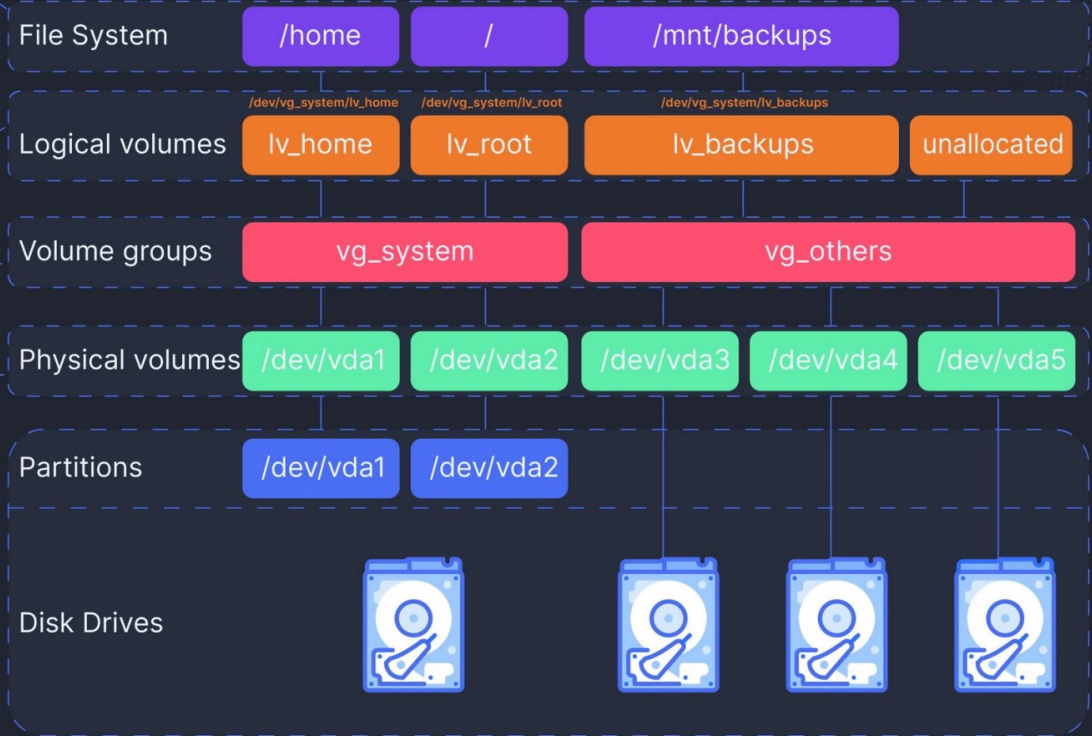 File System
/home
/
/mnt/backups
/dev/vg_system/lv_home
/dev/vg_system/lv_root
/dev/vg_system/lv_backups
Logical volumes
lv_home
lv_root
lv_backups
unallocated
Volume groups
vg_system
vg_others
Physical volumes
/dev/vda1
/dev/vda2
/dev/vda3
/dev/vda4
/dev/vda5
Partitions
/dev/vda1
/dev/vda2
Disk Drives